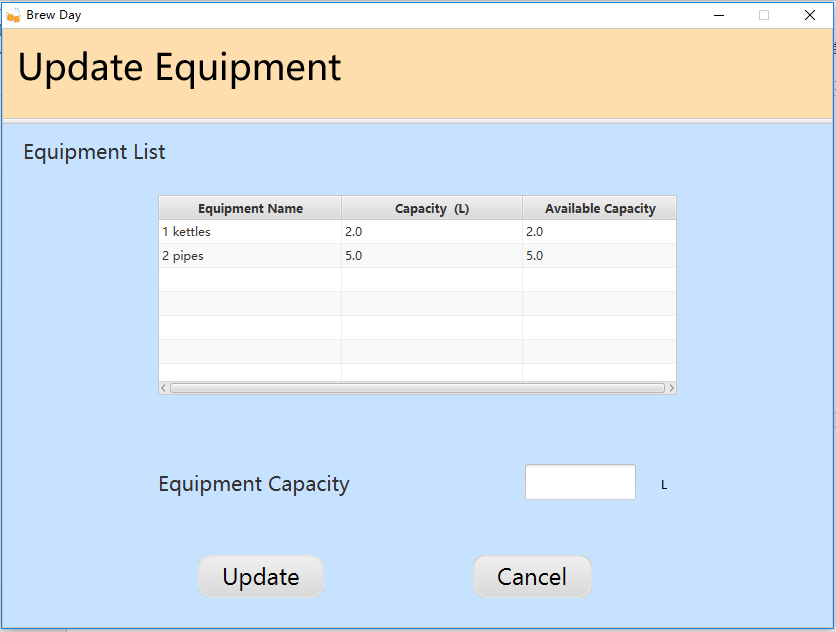 Brew Day
Update Equipment
Equipment List
Equipment Name Capacity (L) Available Capacity
1 kettles 2.0 2.0
2 pipes 5.0 5.0
Equipment Capacity L
Update Cancel